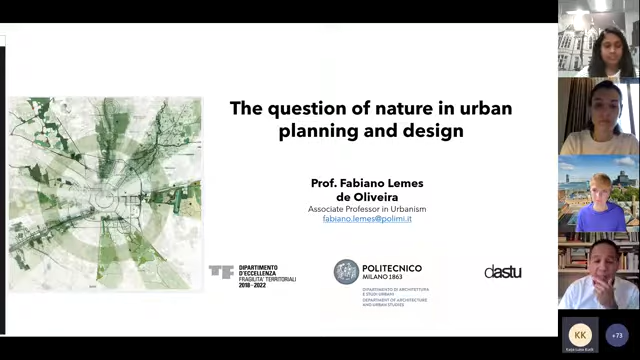 The question of nature in urban
planning and design
Prof. Fabiano Lemes
de Oliveira
Associate Professor in Urbanism
fabiano.lemes@polimi.it
DIPARTIMENTO
D'ECCELLENZA
FRAGILITÀ TERRITORIALI
2018 - 2022
POLITECNICO
MILANO 1863
DIPARTIMENTO DI ARCHITETTURA
E STUDI URBANI
DEPARTMENT OF ARCHITECTURE
AND URBAN STUDIES
dastu
KK
+73